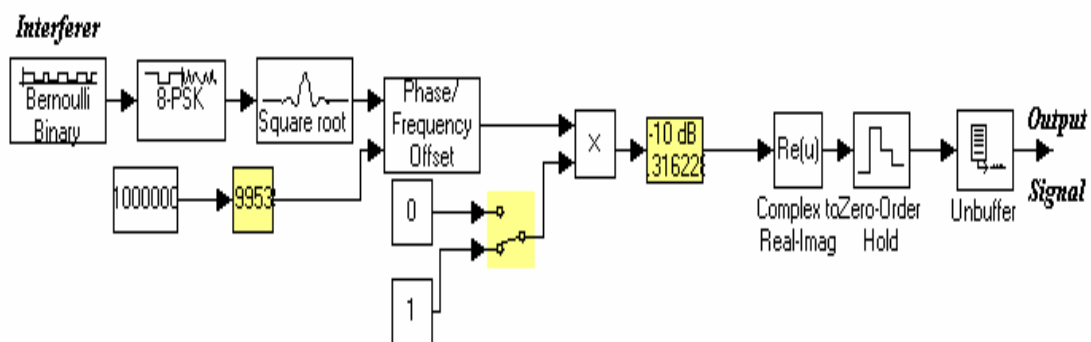 Interferer
Bernoulli
Binary
8-PSK
Square root
Phase/
Frequency
Offset
1000000
9953
0
1
X
-10 dB
.31622
Re(u)
Complex to
Real-Imag
Zero-Order
Hold
Unbuffer
Output
Signal